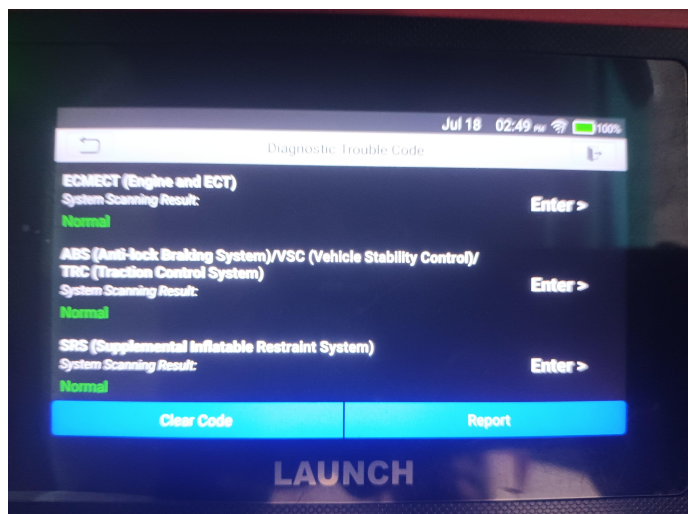 Jul 18 02:49 PM 100%
Diagnostic Trouble Code
ECMECT (Engine and ECT)
System Scanning Result:
Enter >
Normal
ABS (Anti-lock Braking System)/VSC (Vehicle Stability Control)/
TRC (Traction Control System)
System Scanning Result:
Enter >
Normal
SRS (Supplemental Inflatable Restraint System)
System Scanning Result:
Enter >
Normal
Clear Code
Report
LAUNCH